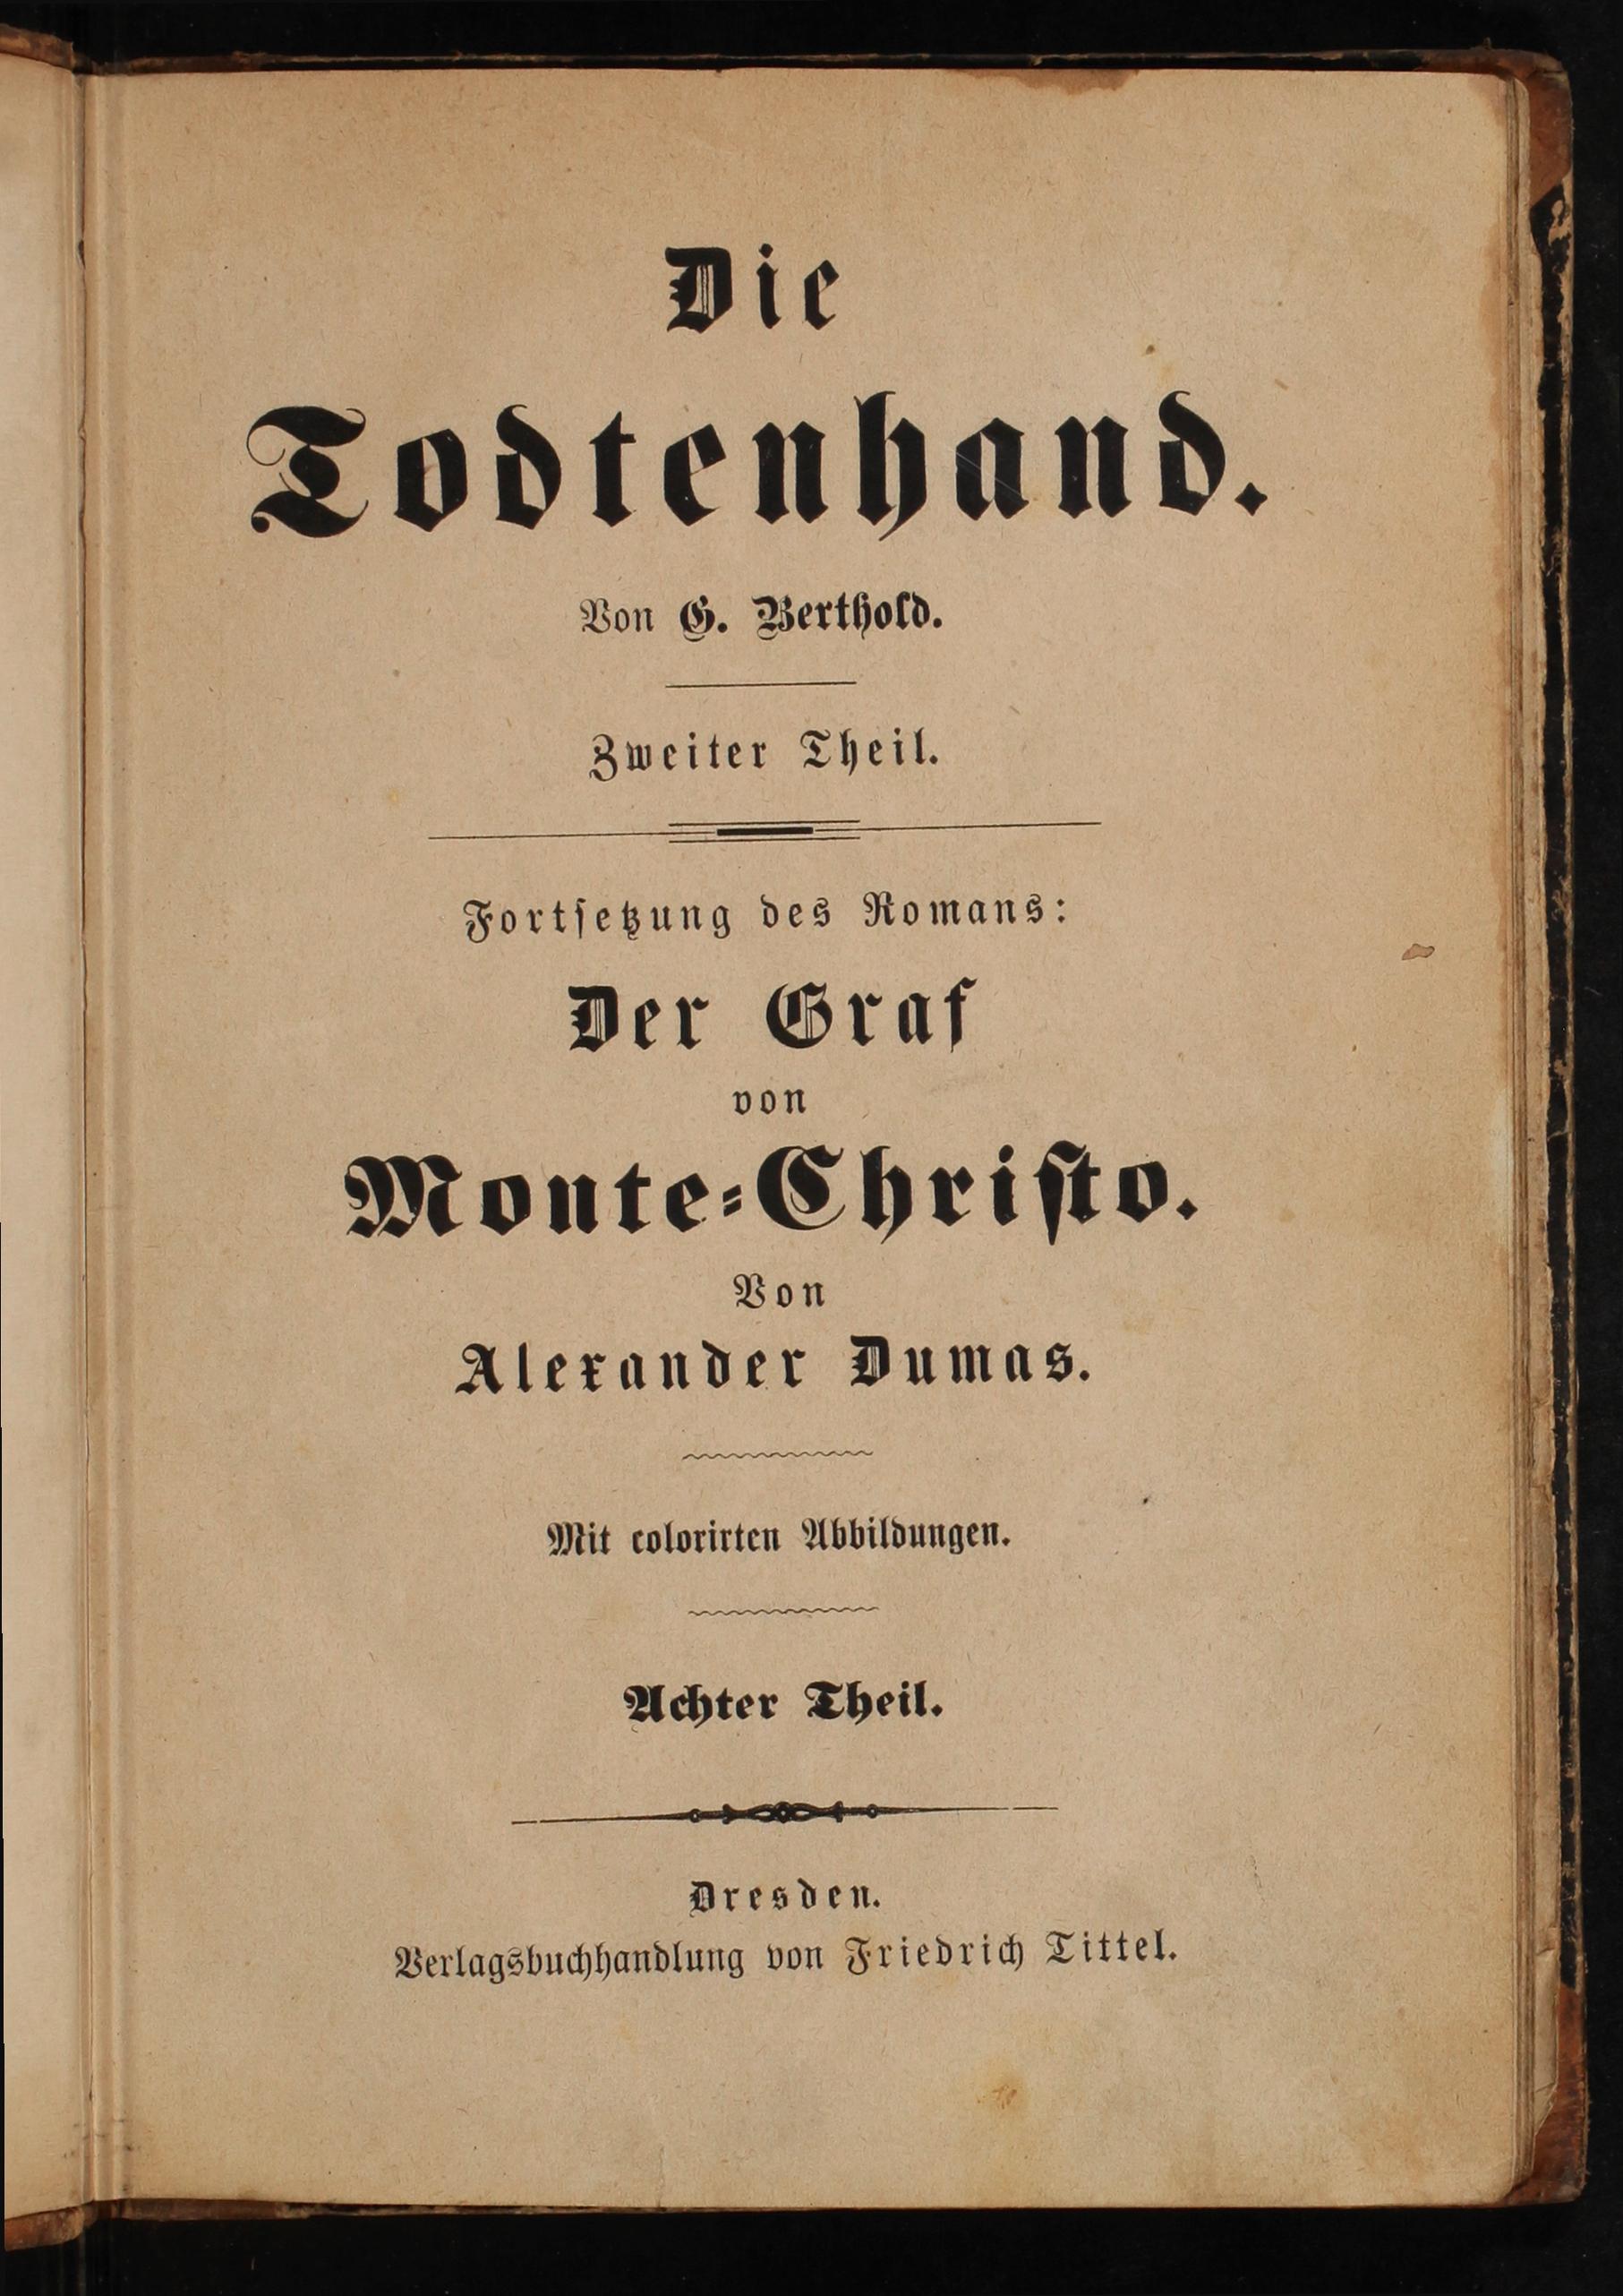 Die
Todtenhand.
Von G. Berthold.
Zweiter Theil.
Fortſetzung des Romans:
Der Graf
von
Monte-Chriſto.
Von
Alexander Dumas.
Mit colorirten Abbildungen.
Achter Theil.
Dresden.
Verlagsbuchhandlung von Friedrich Tittel.